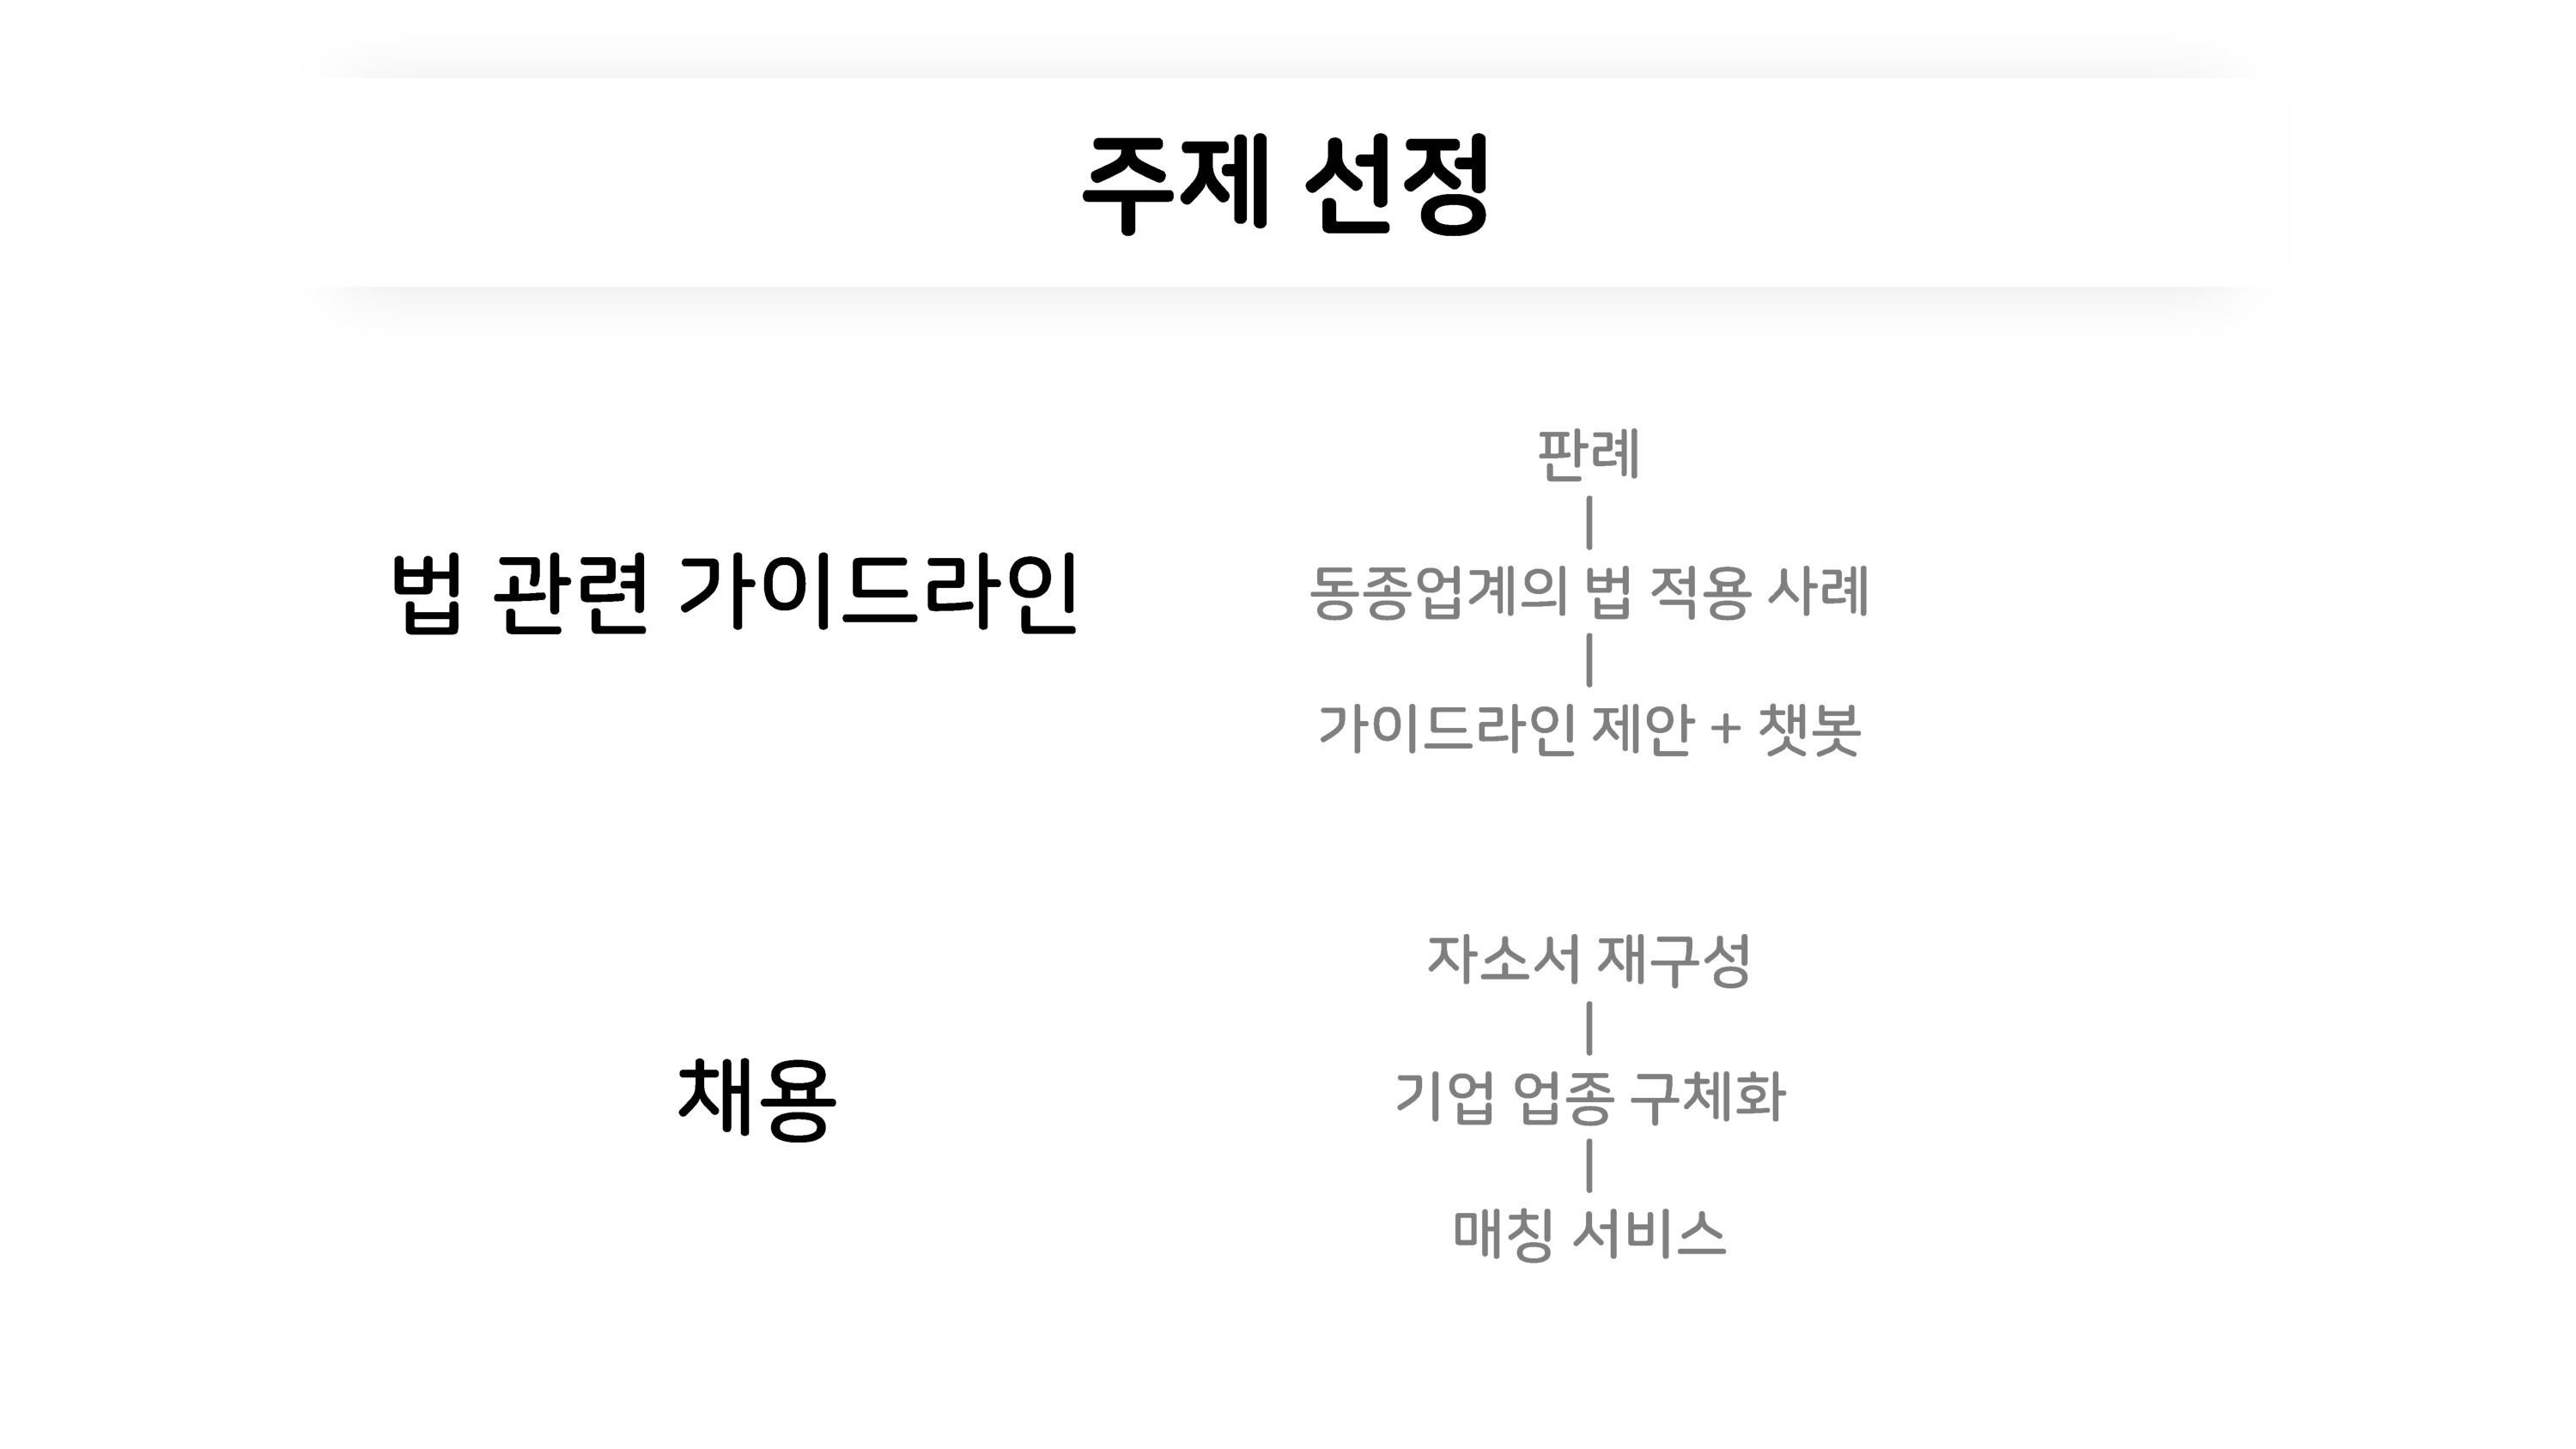 주제 선정
법 관련 가이드라인
판례
동종업계의 법 적용 사례
가이드라인 제안 + 챗봇
채용
자소서 재구성
기업 업종 구체화
매칭 서비스